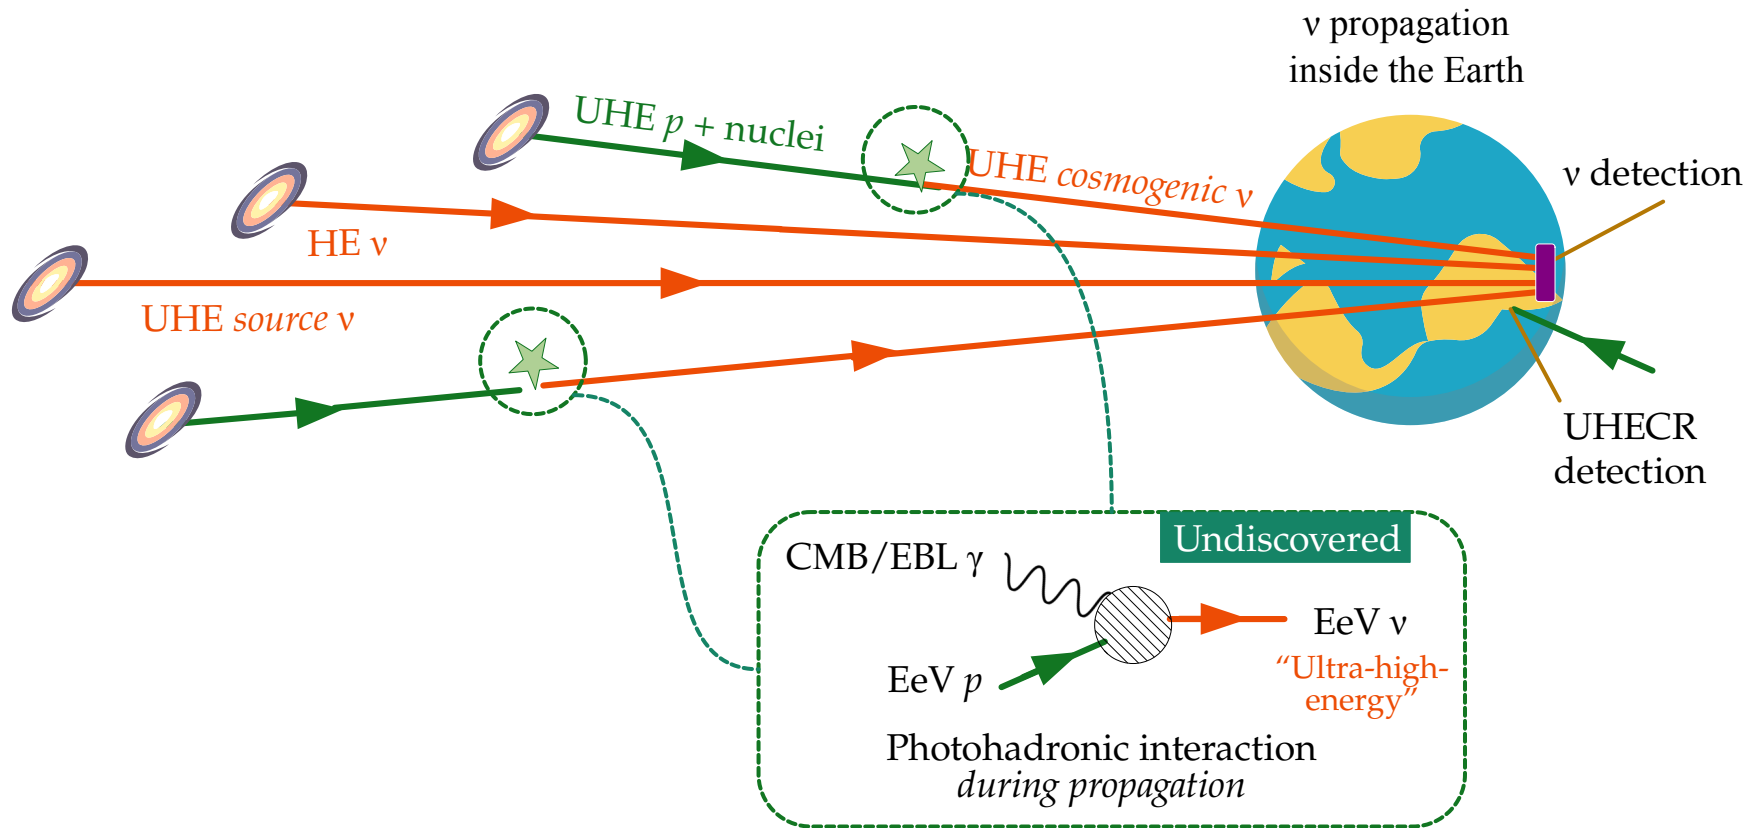 ν propagation
inside the Earth
UHE p + nuclei
UHE cosmogenic ν
ν detection
HE ν
UHE source ν
UHECR
detection
Undiscovered
CMB/EBL γ
EeV ν
“Ultra-high-
energy”
EeV p
Photohadronic interaction
during propagation